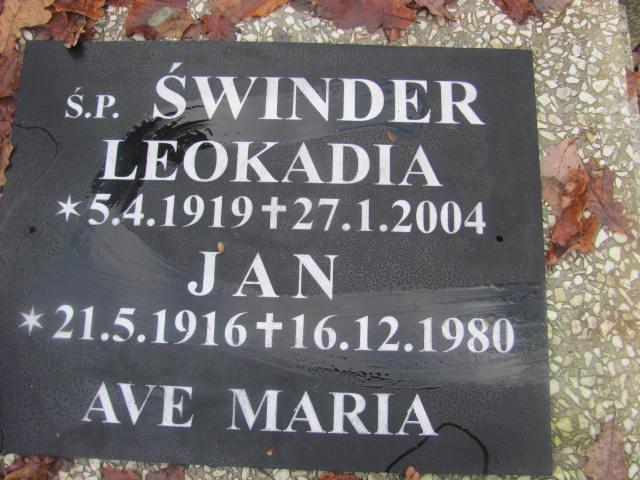 Ś.P. ŚWINDER
LEOKADIA
✶5.4.1919✝27.1.2004
JAN
✶21.5.1916✝16.12.1980
AVE MARIA